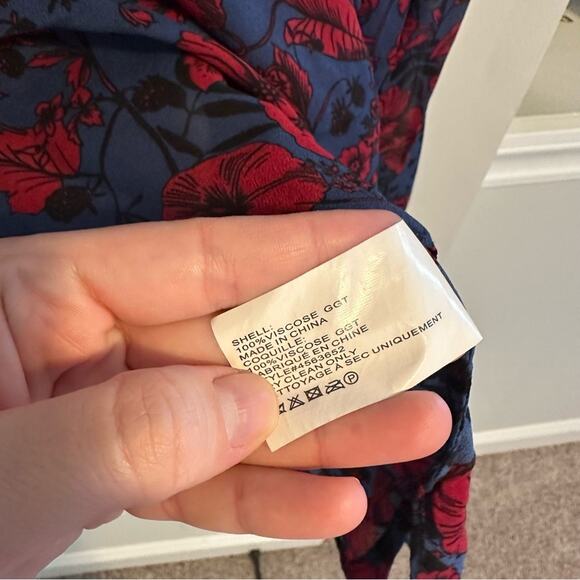 SHELL:
100%VISCOSE GGT
MADE IN CHINA
COQUILLE:
100%VISCOSE GGT
FABRIQUÉ EN CHINE
STYLE#4563652
DRY CLEAN ONLY
NETTOYAGE À SEC UNIQUEMENT
P